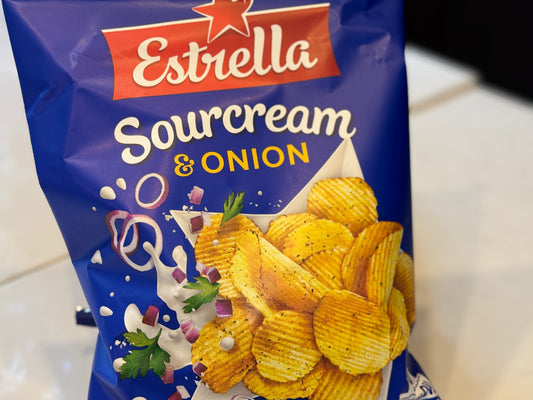 Estrella
Sourcream
& ONION